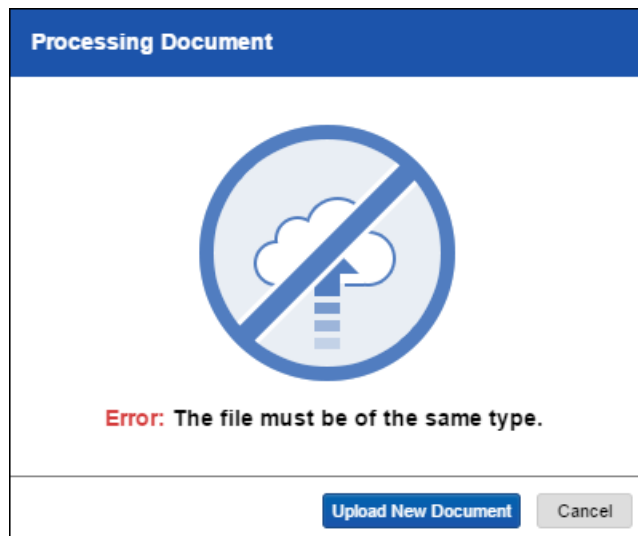 Processing Document
Error: The file must be of the same type.
Upload New Document
Cancel